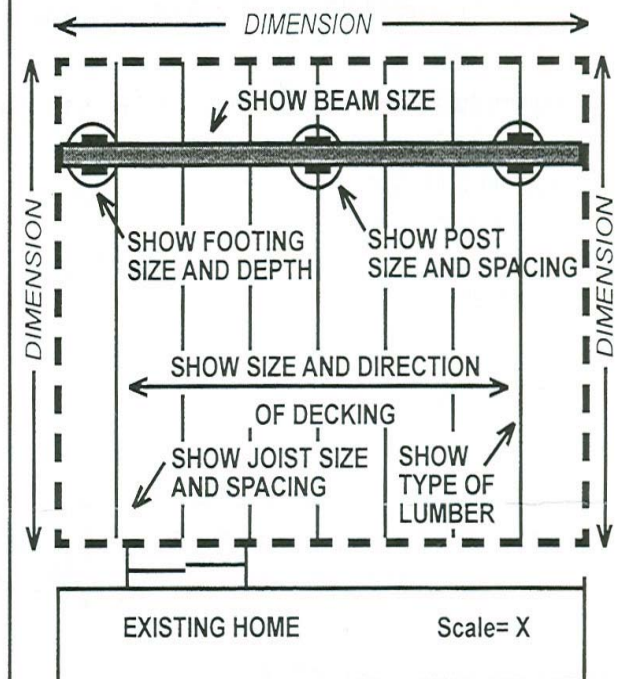 DIMENSION
SHOW BEAM SIZE
DIMENSION
SHOW FOOTING
SIZE AND DEPTH
SHOW POST
SIZE AND SPACING
DIMENSION
SHOW SIZE AND DIRECTION
OF DECKING
SHOW JOIST SIZE
AND SPACING
SHOW
TYPE OF
LUMBER
EXISTING HOME
Scale= X